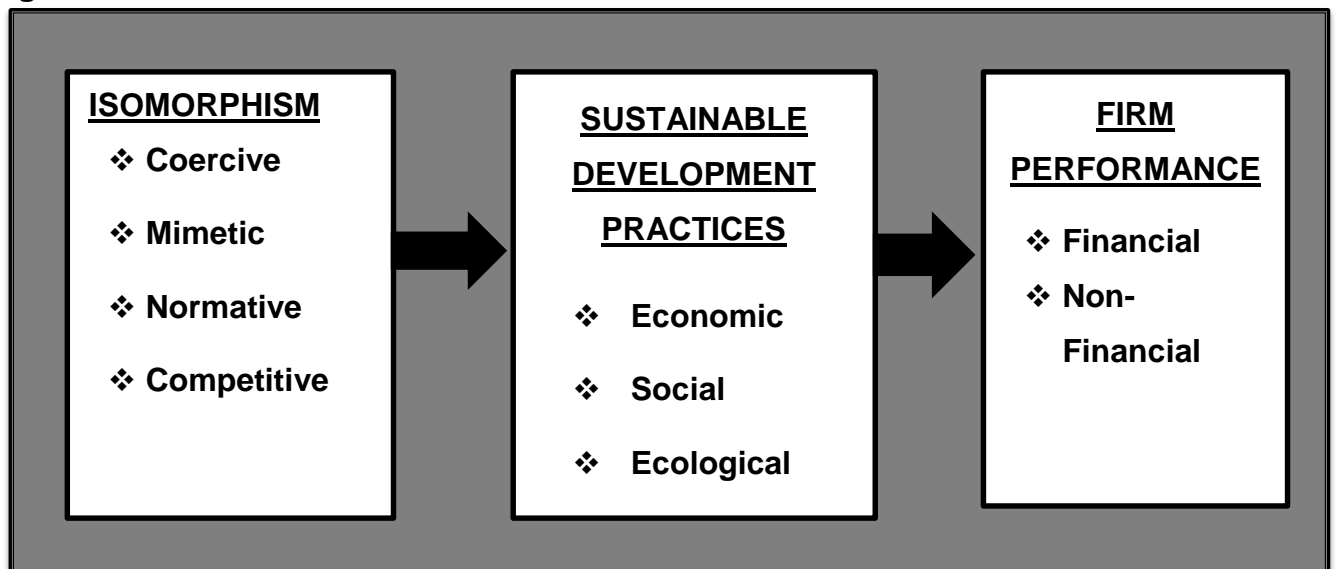 ISOMORPHISM
❖ Coercive
❖ Mimetic
❖ Normative
❖ Competitive
SUSTAINABLE
DEVELOPMENT
PRACTICES
❖ Economic
❖ Social
❖ Ecological
FIRM
PERFORMANCE
❖ Financial
❖ Non-
Financial